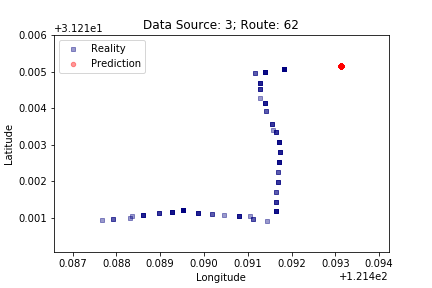 Data Source: 3; Route: 62
+3.121e1
0.006
0.005
0.004
0.003
0.002
0.001
Latitude
Reality
Prediction
0.087 0.088 0.089 0.090 0.091 0.092 0.093 0.094
Longitude
+1.214e2